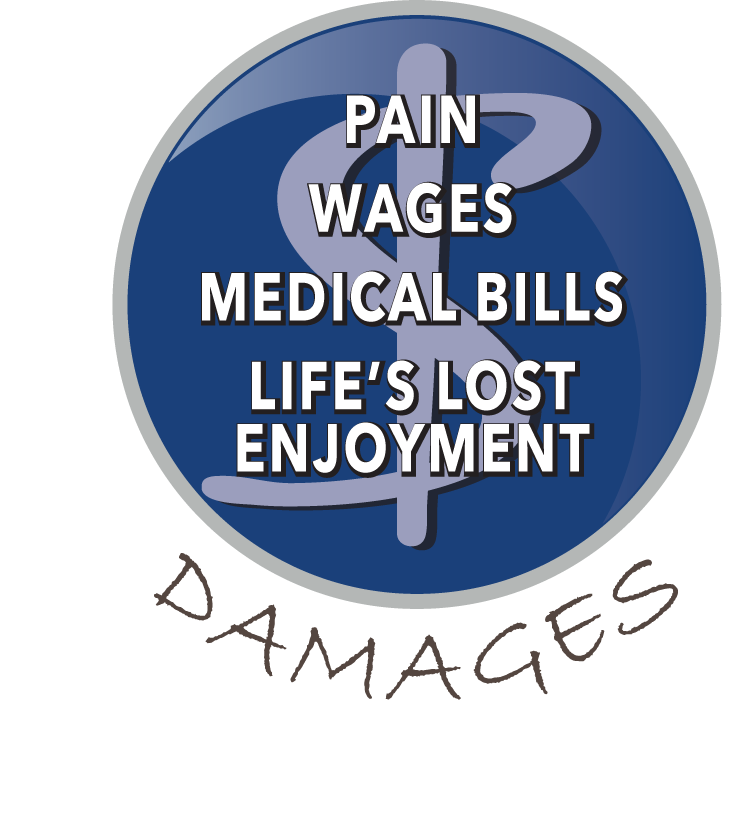 PAIN
WAGES
MEDICAL BILLS
LIFE’S LOST
ENJOYMENT
DAMAGES